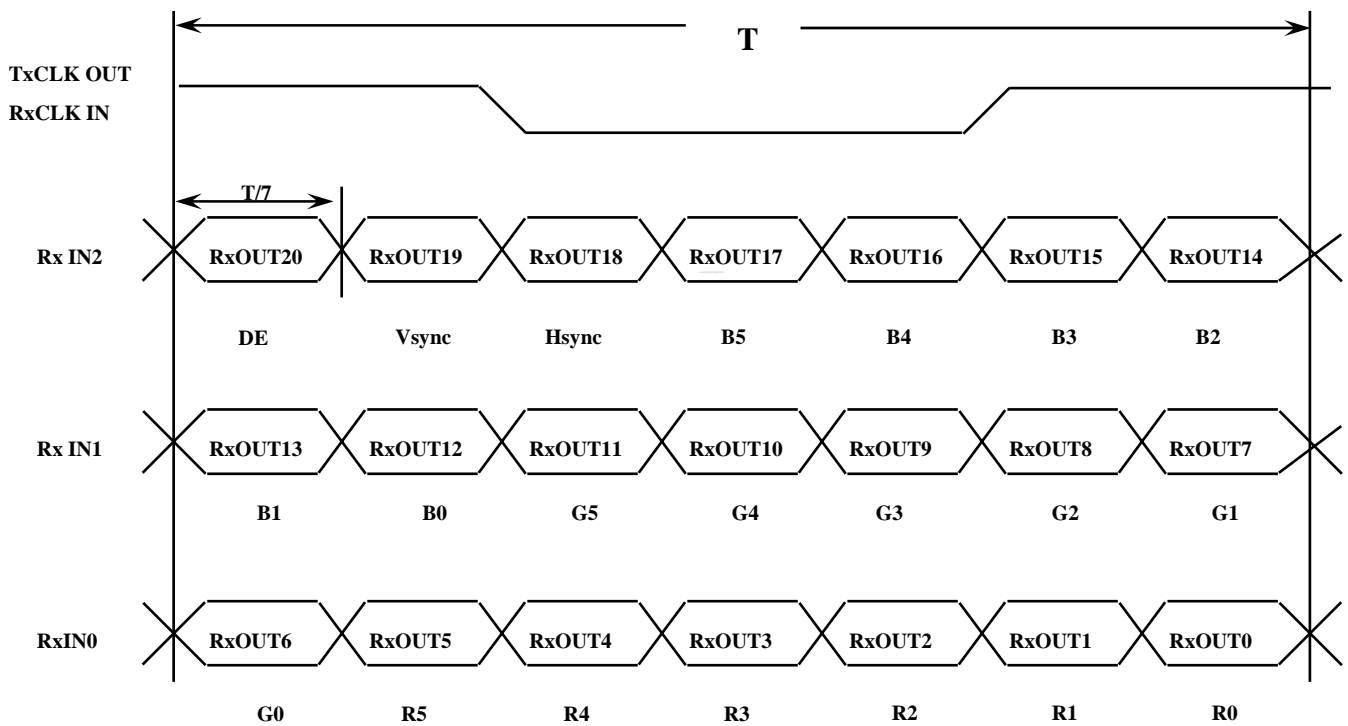 T
TxCLK OUT
RxCLK IN
T/7
Rx IN2 RxOUT20 RxOUT19 RxOUT18 RxOUT17 RxOUT16 RxOUT15 RxOUT14
DE Vsync Hsync B5 B4 B3 B2
Rx IN1 RxOUT13 RxOUT12 RxOUT11 RxOUT10 RxOUT9 RxOUT8 RxOUT7
B1 B0 G5 G4 G3 G2 G1
RxIN0 RxOUT6 RxOUT5 RxOUT4 RxOUT3 RxOUT2 RxOUT1 RxOUT0
G0 R5 R4 R3 R2 R1 R0